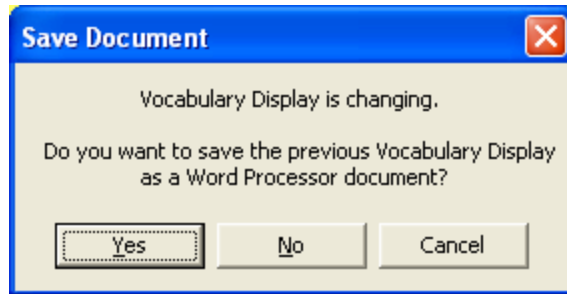 Save Document
Vocabulary Display is changing.
Do you want to save the previous Vocabulary Display
as a Word Processor document?
Yes
No
Cancel